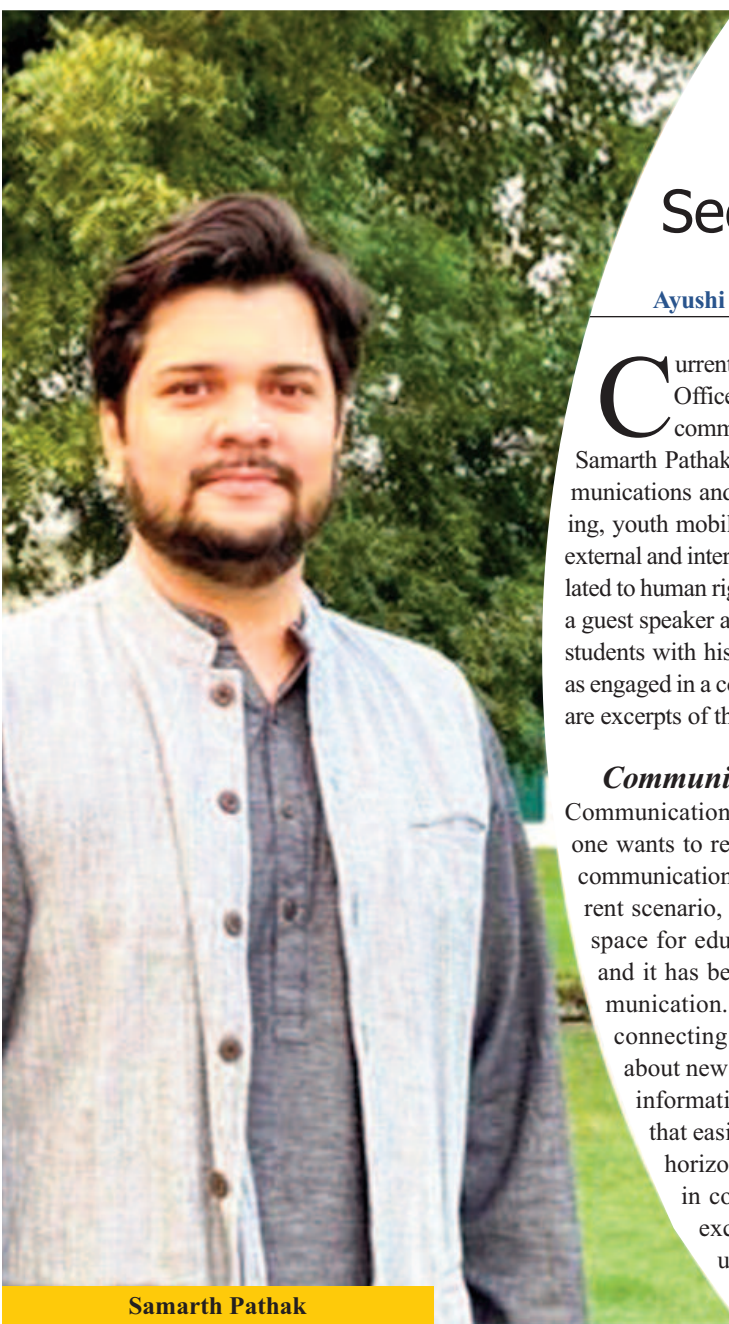 See
Ayushi
Current
Office
comm
Samarth Pathak
munications and
ing, youth mobil
external and inter
lated to human rig
a guest speaker a
students with his
as engaged in a co
are excerpts of th
Communi
Communication
one wants to re
communication
rent scenario,
space for edu
and it has be
munication.
connecting
about new
informati
that easi
horizo
in co
exc
u
Samarth Pathak